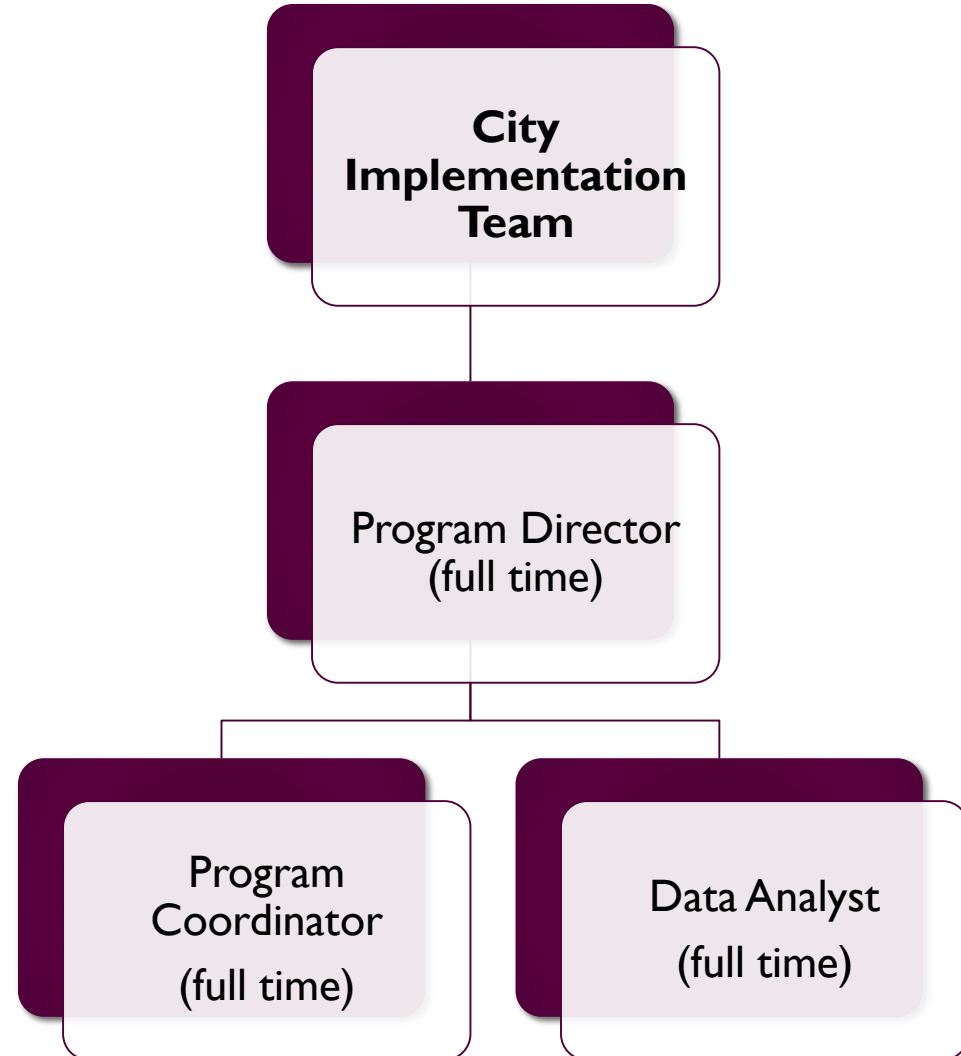 City
Implementation
Team
Program Director
(full time)
Program
Coordinator
(full time)
Data Analyst
(full time)